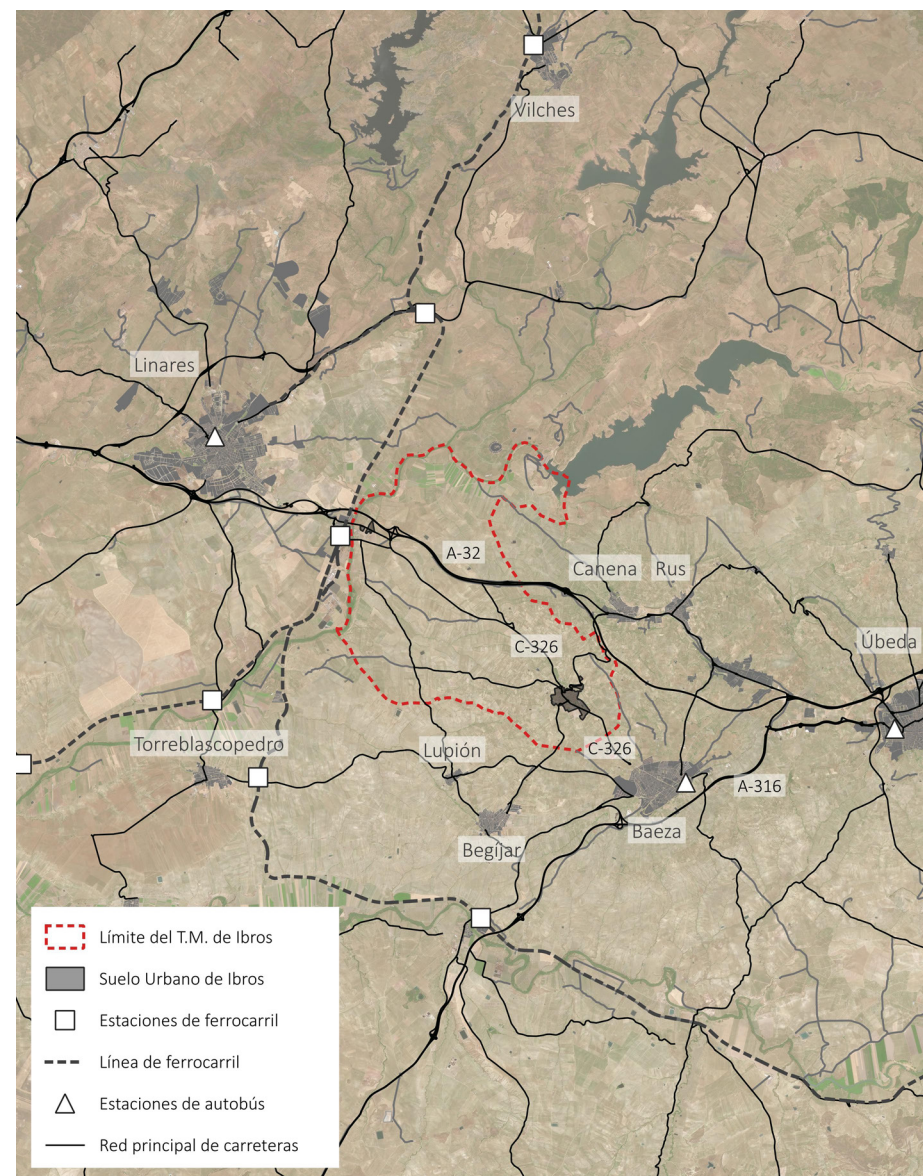 Vilches
Linares
A-32
Canena
Rus
C-326
Úbeda
Torreblascopedro
Lupión
C-326
A-316
Baeza
Begíjar
Límite del T.M. de Ibros
Suelo Urbano de Ibros
Estaciones de ferrocarril
Línea de ferrocarril
Estaciones de autobús
Red principal de carreteras